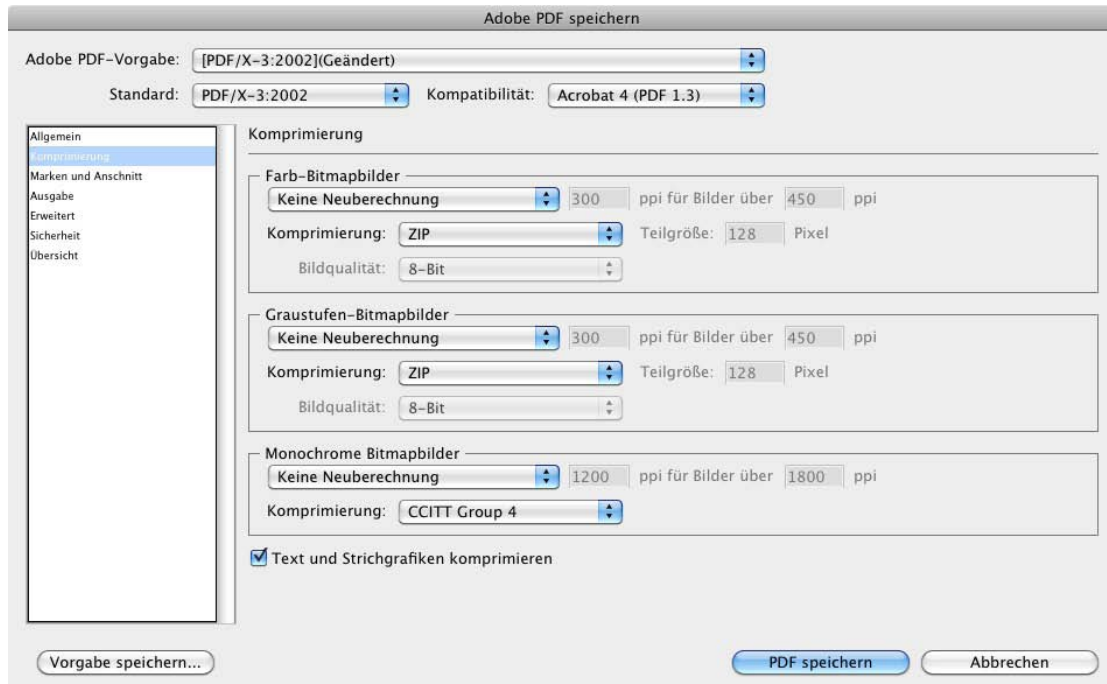 Adobe PDF speichern
Adobe PDF-Vorgabe: [PDF/X-3:2002](Geändert)
Standard: PDF/X-3:2002 Kompatibilität: Acrobat 4 (PDF 1.3)
Allgemein
Komprimierung
Marken und Anschnitt
Ausgabe
Erweitert
Sicherheit
Übersicht
Komprimierung
Farb-Bitmapbilder
Keine Neuberechnung 300 ppi für Bilder über 450 ppi
Komprimierung: ZIP Teilgröße: 128 Pixel
Bildqualität: 8-Bit
Graustufen-Bitmapbilder
Keine Neuberechnung 300 ppi für Bilder über 450 ppi
Komprimierung: ZIP Teilgröße: 128 Pixel
Bildqualität: 8-Bit
Monochrome Bitmapbilder
Keine Neuberechnung 1200 ppi für Bilder über 1800 ppi
Komprimierung: CCITT Group 4
Text und Strichgrafiken komprimieren
Vorgabe speichern... PDF speichern Abbrechen